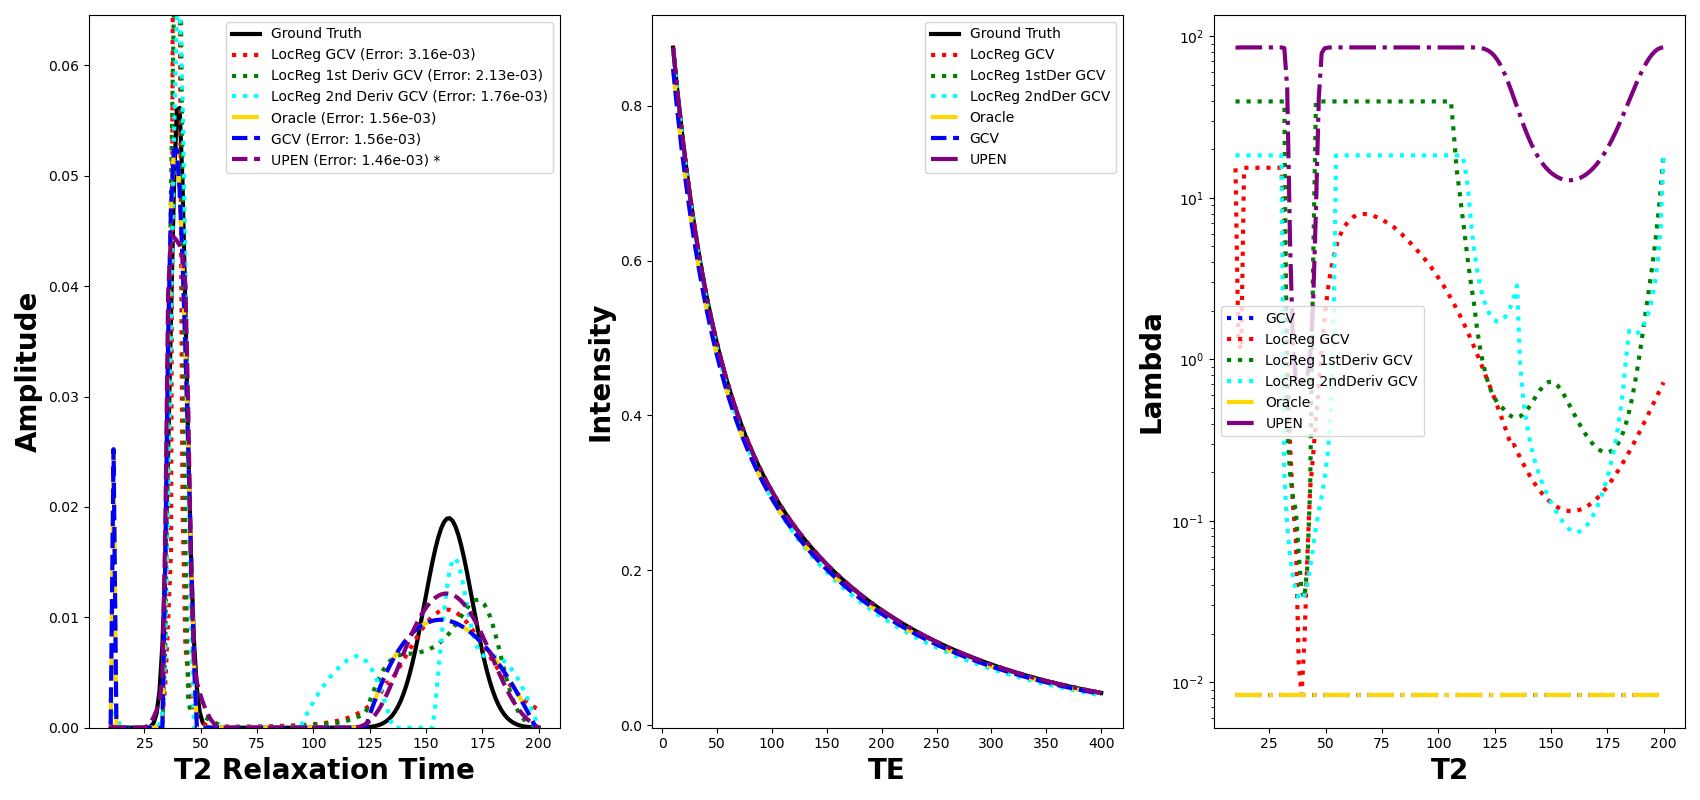 Amplitude
0.06
0.05
0.04
0.03
0.02
0.01
0.00
25 50 75 100 125 150 175 200
T2 Relaxation Time
Ground Truth
LocReg GCV (Error: 3.16e-03)
LocReg 1st Deriv GCV (Error: 2.13e-03)
LocReg 2nd Deriv GCV (Error: 1.76e-03)
Oracle (Error: 1.56e-03)
GCV (Error: 1.56e-03)
UPEN (Error: 1.46e-03) *
Intensity
0.8
0.6
0.4
0.2
0.0
0 50 100 150 200 250 300 350 400
TE
Ground Truth
LocReg GCV
LocReg 1stDer GCV
LocReg 2ndDer GCV
Oracle
GCV
UPEN
Lambda
10²
10¹
10⁰
10⁻¹
10⁻²
25 50 75 100 125 150 175 200
T2
GCV
LocReg GCV
LocReg 1stDeriv GCV
LocReg 2ndDeriv GCV
Oracle
UPEN